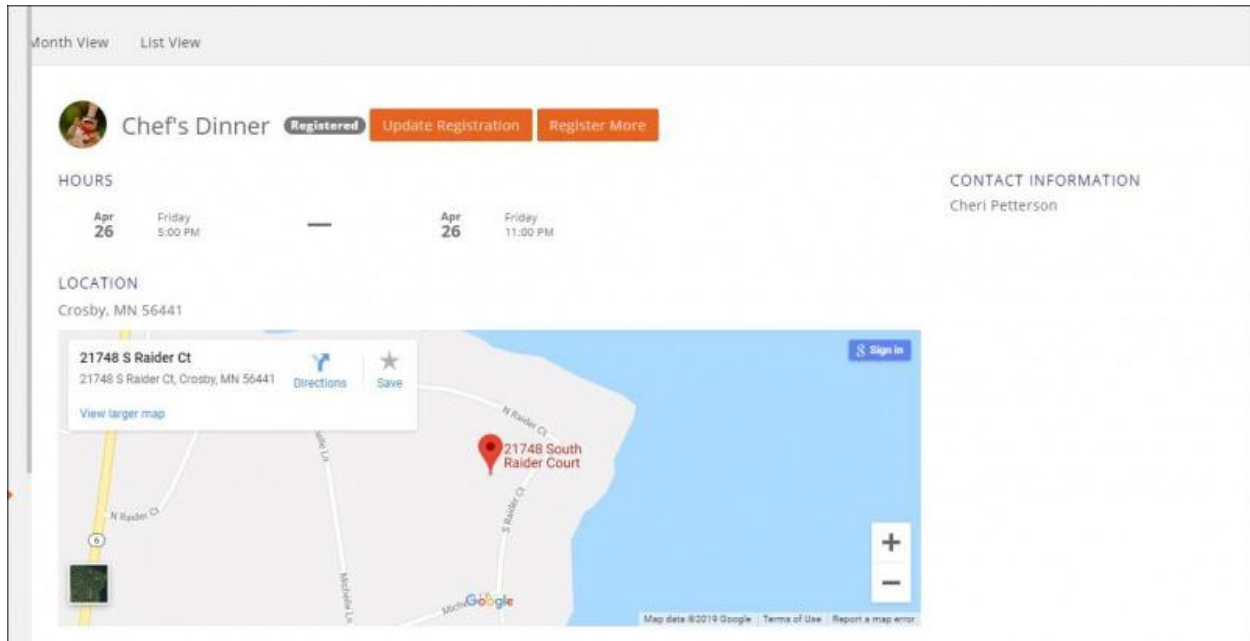 Month View List View
Chef's Dinner Registered Update Registration Register More
HOURS
Apr 26 Friday 5:00 PM — Apr 26 Friday 11:00 PM
CONTACT INFORMATION
Cheri Petterson
LOCATION
Crosby, MN 56441
21748 S Raider Ct
21748 S Raider Ct, Crosby, MN 56441
Directions
Save
View larger map
Sign in
N Raider Ct
21748 South
Raider Court
S Raider Ct
N Raider Ct
6
Michelle Ln
Google
Map data ©2019 Google Terms of Use Report a map error